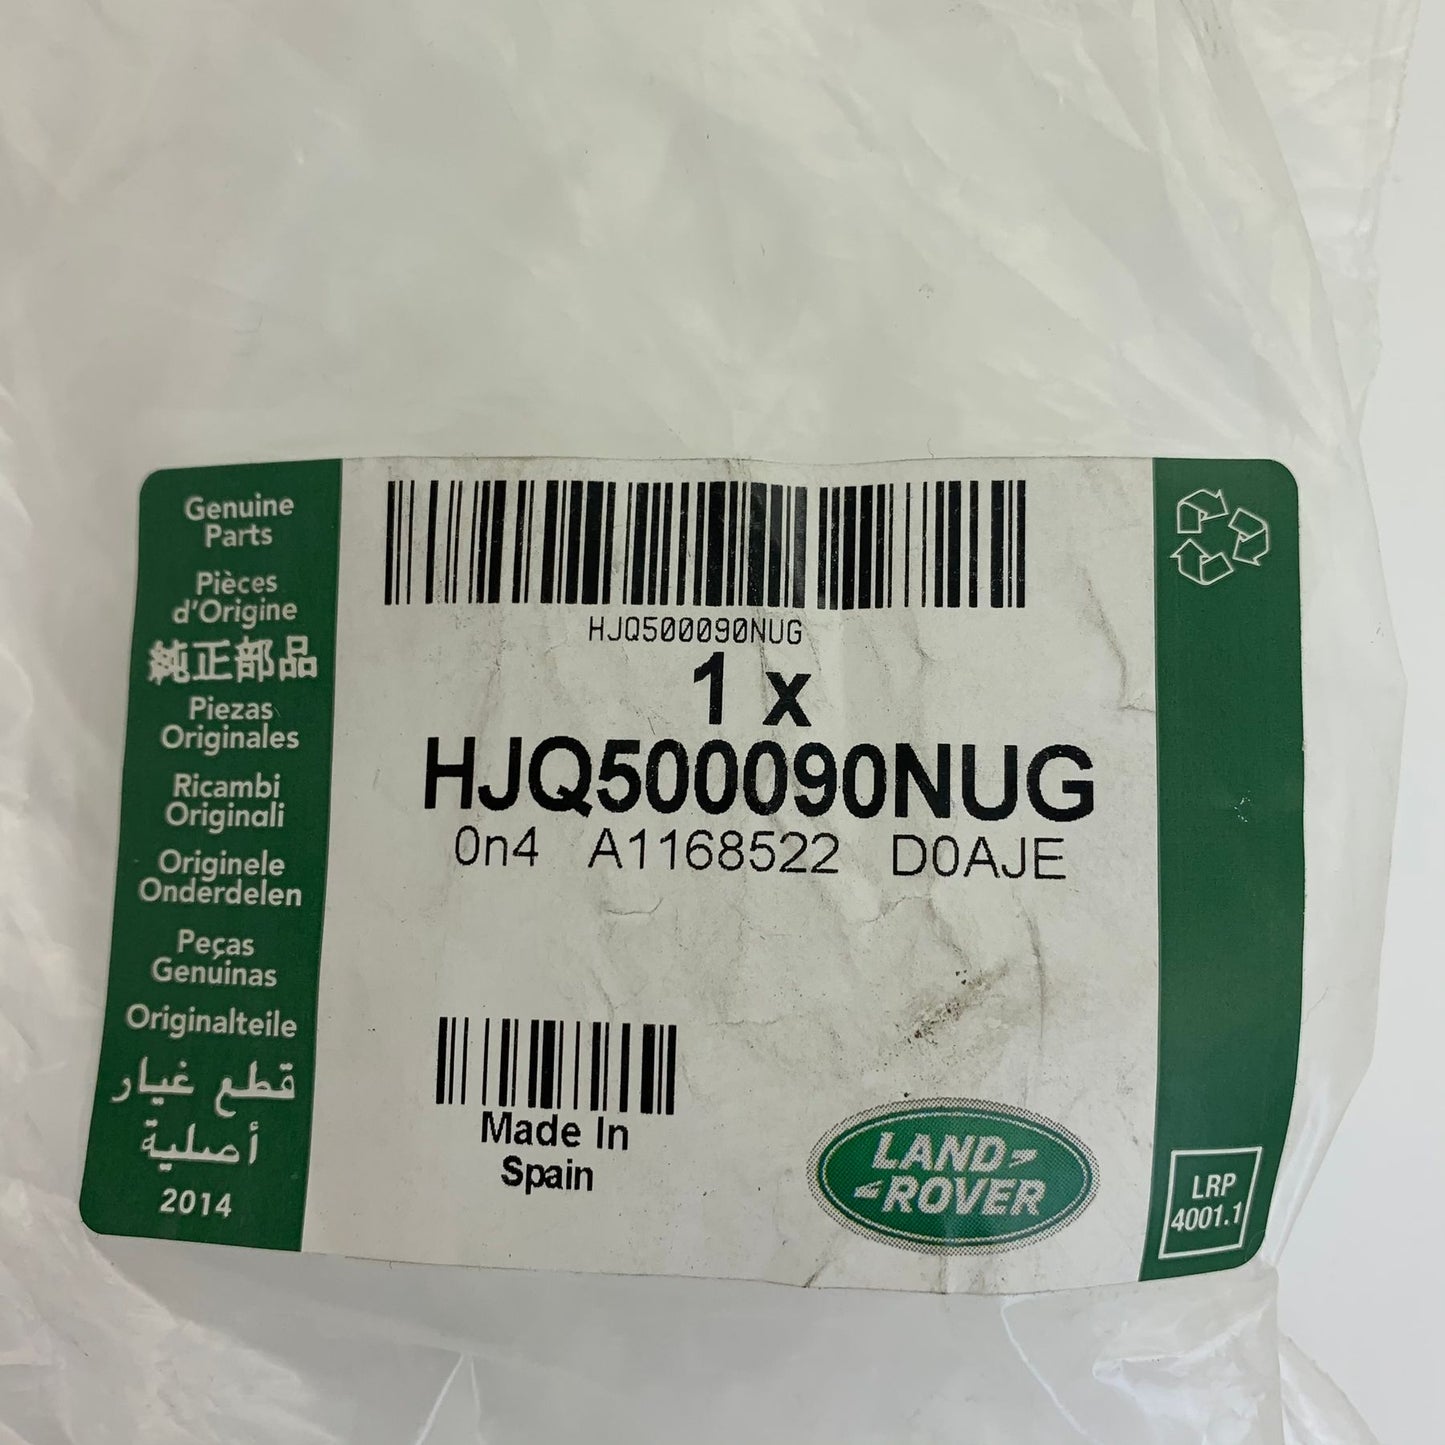 Genuine
Parts
Pièces
d'Origine
純正部品
Piezas
Originales
Ricambi
Originali
Originele
Onderdelen
Peças
Genuinas
Originalteile
قطع غيار
أصلية
2014
HJQ500090NUG
1 x
HJQ500090NUG
0n4 A1168522 D0AJE
Made In
Spain
LAND
ROVER
LRP
4001.1